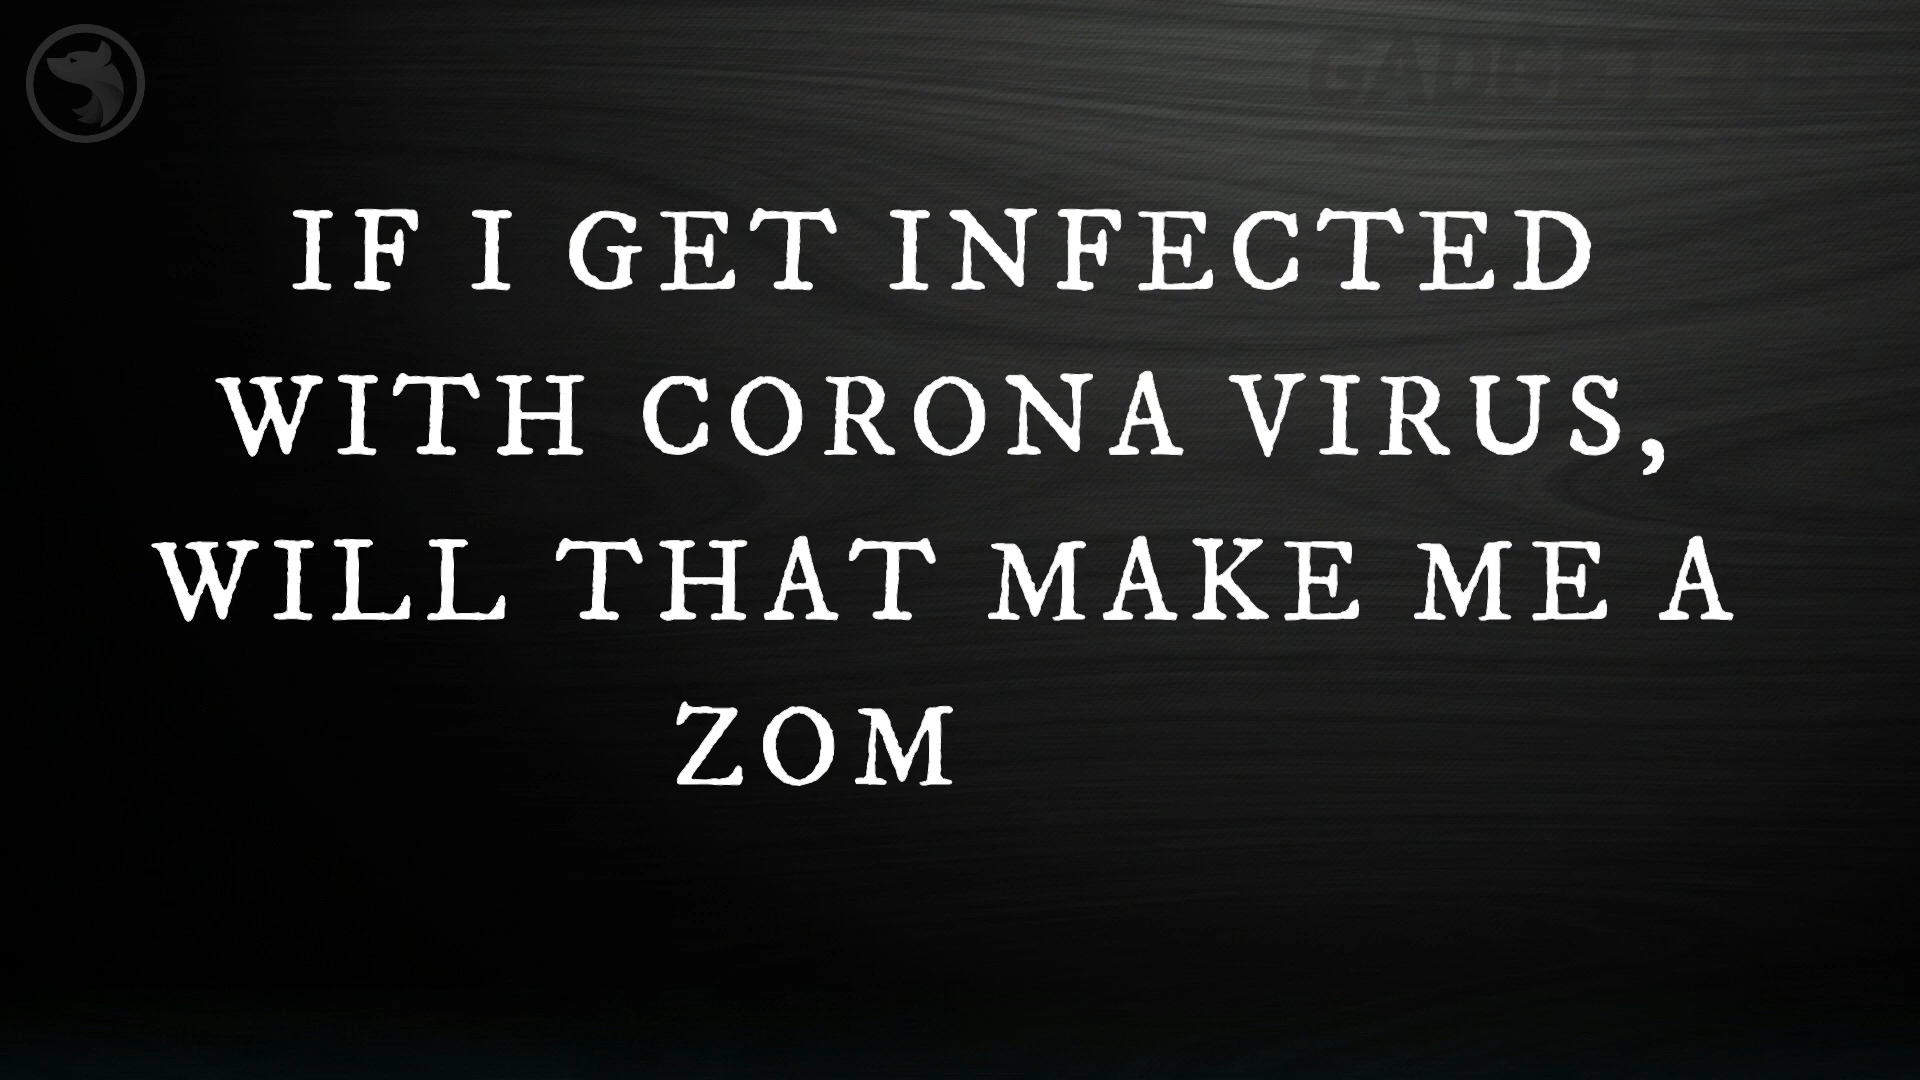 IF I GET INFECTED
WITH CORONA VIRUS,
WILL THAT MAKE ME A
ZOM